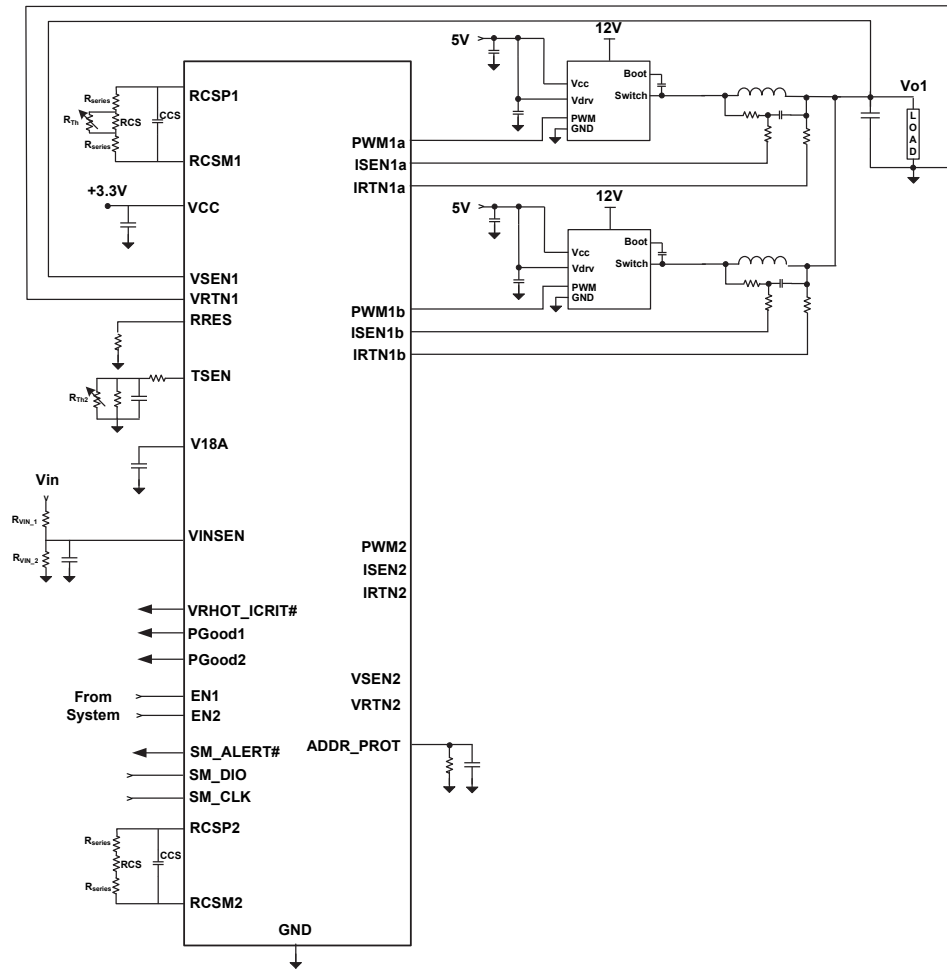 12V
5V
Vcc
Vdrv
PWM
GND
Boot
Switch
Vo1
LOAD
Rseries
RTh
RCS
Rseries
CCS
RCSP1
RCSM1
+3.3V
VCC
VSEN1
VRTN1
RRES
RTh2
TSEN
V18A
Vin
RVIN_1
RVIN_2
VINSEN
VRHOT_ICRIT#
PGood1
PGood2
From
System
EN1
EN2
SM_ALERT#
SM_DIO
SM_CLK
Rseries
RCS
Rseries
CCS
RCSP2
RCSM2
GND
PWM1a
ISEN1a
IRTN1a
12V
5V
Vcc
Vdrv
PWM
GND
Boot
Switch
PWM1b
ISEN1b
IRTN1b
PWM2
ISEN2
IRTN2
VSEN2
VRTN2
ADDR_PROT